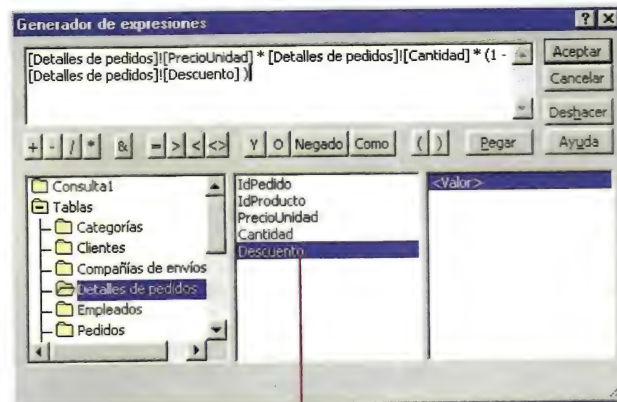 Generador de expresiones
[Detalles de pedidos]![PrecioUnidad] * [Detalles de pedidos]![Cantidad] * (1 -
[Detalles de pedidos]![Descuento] )
Aceptar
Cancelar
Deshacer
+ - / * & = > < <> Y O Negado Como ( ) Pegar Ayuda
Consulta1
Tablas
Categorías
Clientes
Compañías de envíos
Detalles de pedidos
Empleados
Pedidos
IdPedido
IdProducto
PrecioUnidad
Cantidad
Descuento
<Valor>